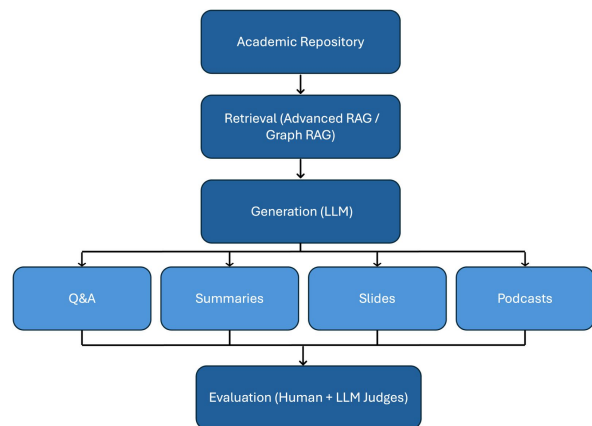 Academic Repository
Retrieval (Advanced RAG /
Graph RAG)
Generation (LLM)
Q&A
Summaries
Slides
Podcasts
Evaluation (Human + LLM Judges)